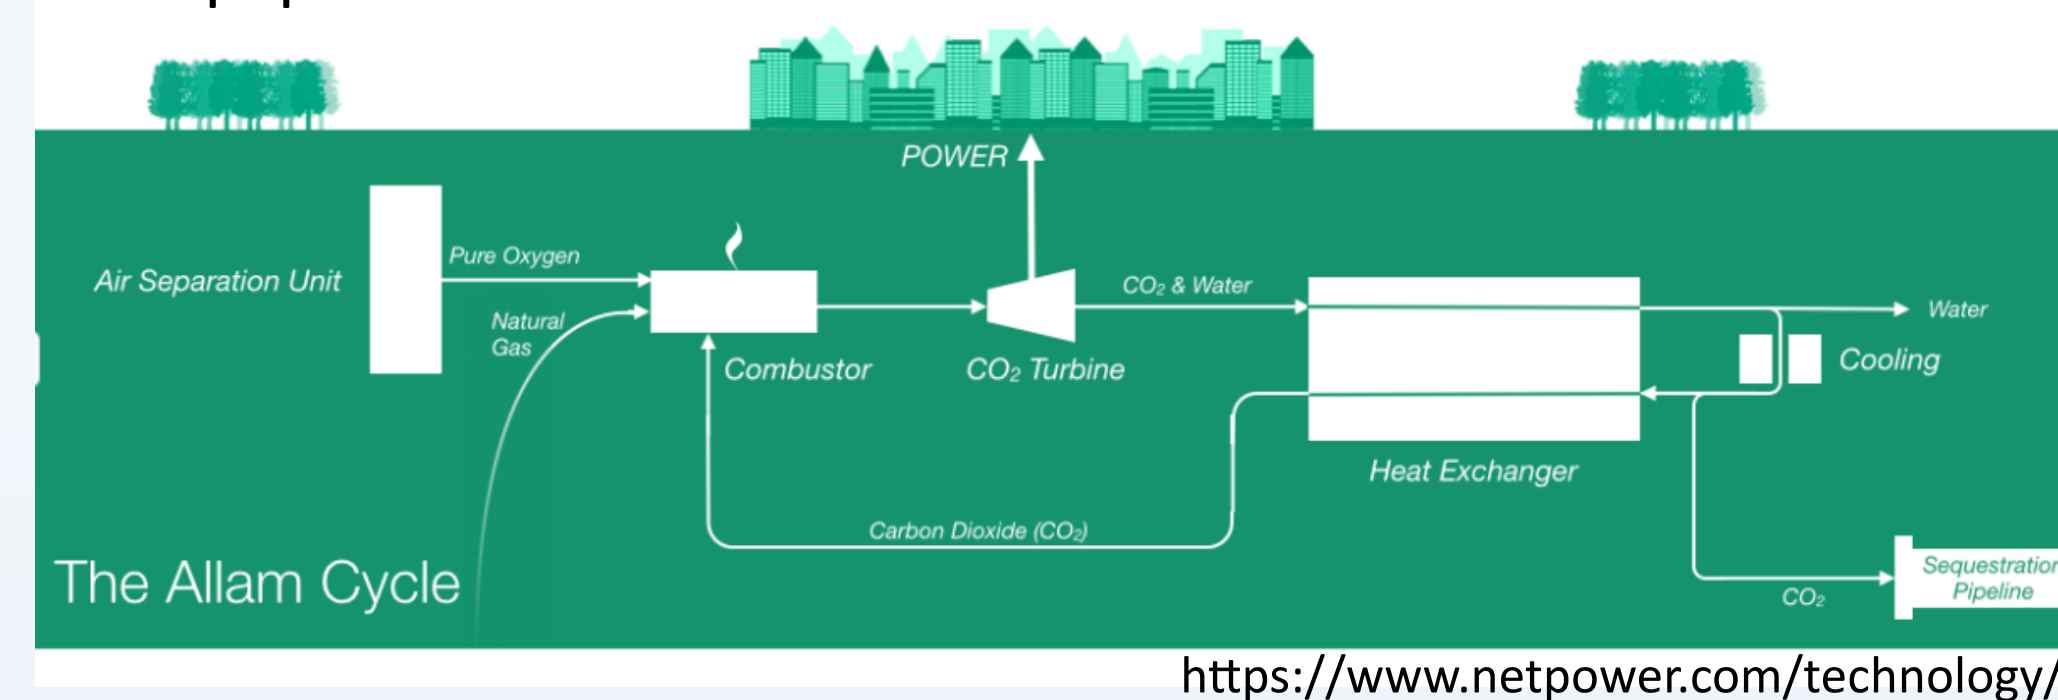 POWER
Pure Oxygen
Air Separation Unit
CO₂ & Water
Water
Natural
Gas
Combustor
CO₂ Turbine
Cooling
Heat Exchanger
Carbon Dioxide (CO₂)
The Allam Cycle
Sequestration
Pipeline
CO₂
https://www.netpower.com/technology/